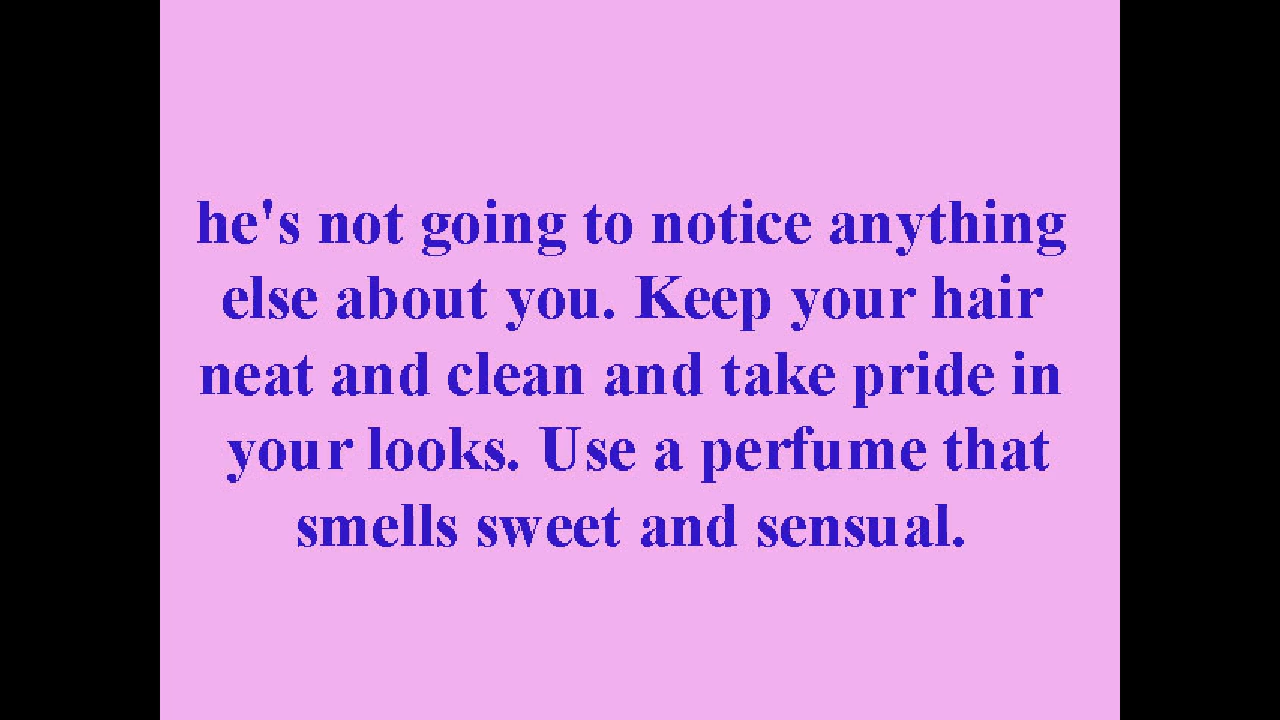 he's not going to notice anything
else about you. Keep your hair
neat and clean and take pride in
your looks. Use a perfume that
smells sweet and sensual.